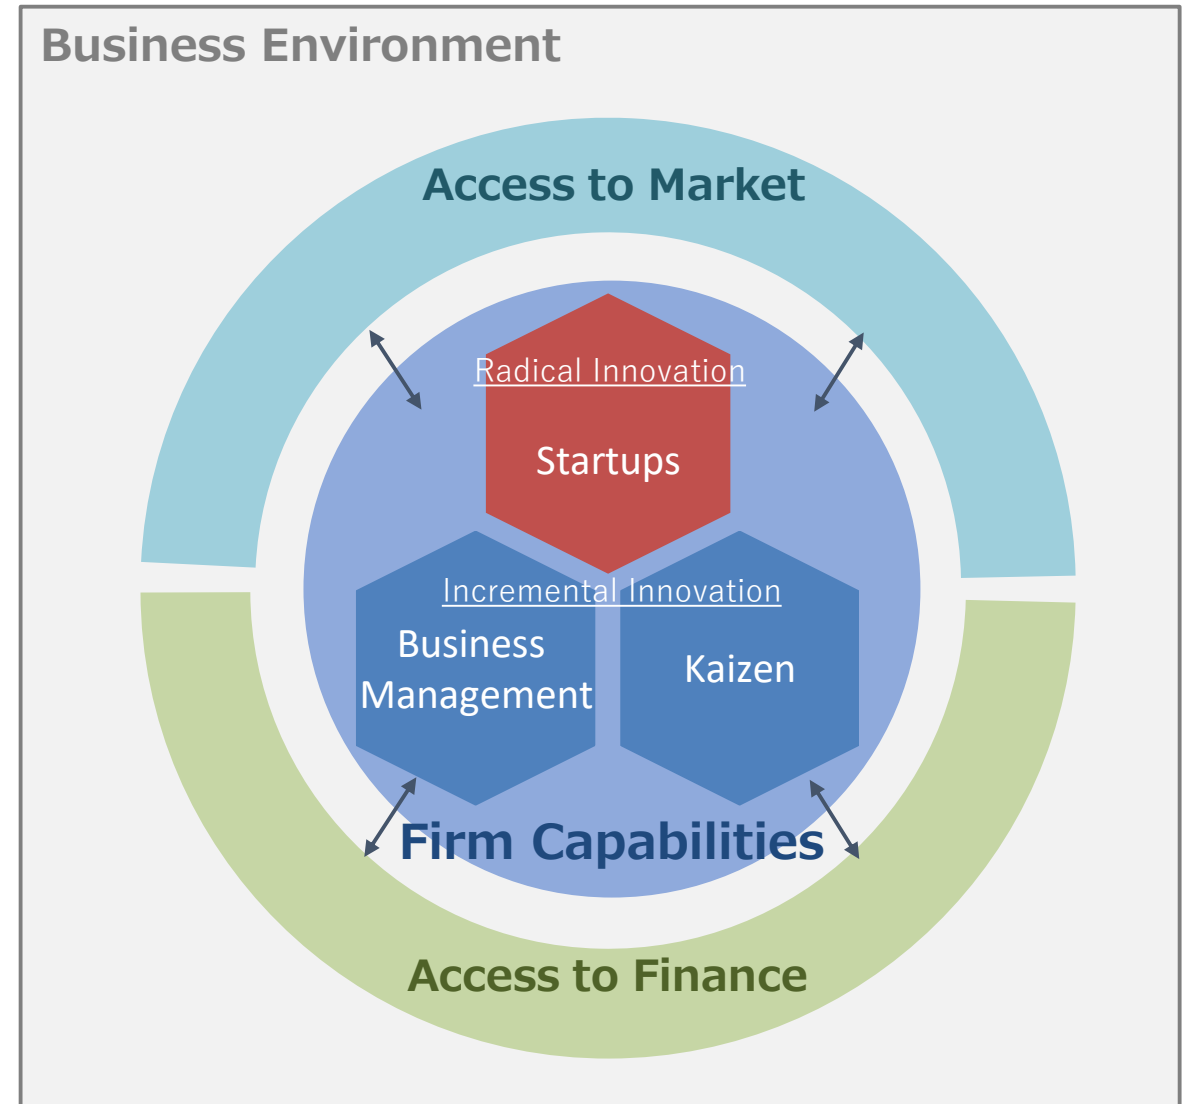 Business Environment
Access to Market
Radical Innovation
Startups
Incremental Innovation
Business
Management
Kaizen
Firm Capabilities
Access to Finance